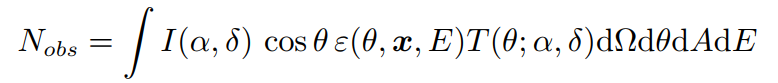 N_{obs} = \int I(\alpha, \delta) \cos\theta \, \varepsilon(\theta, \boldsymbol{x}, E) T(\theta; \alpha, \delta) \mathrm{d}\Omega \mathrm{d}\theta \mathrm{d}A \mathrm{d}E